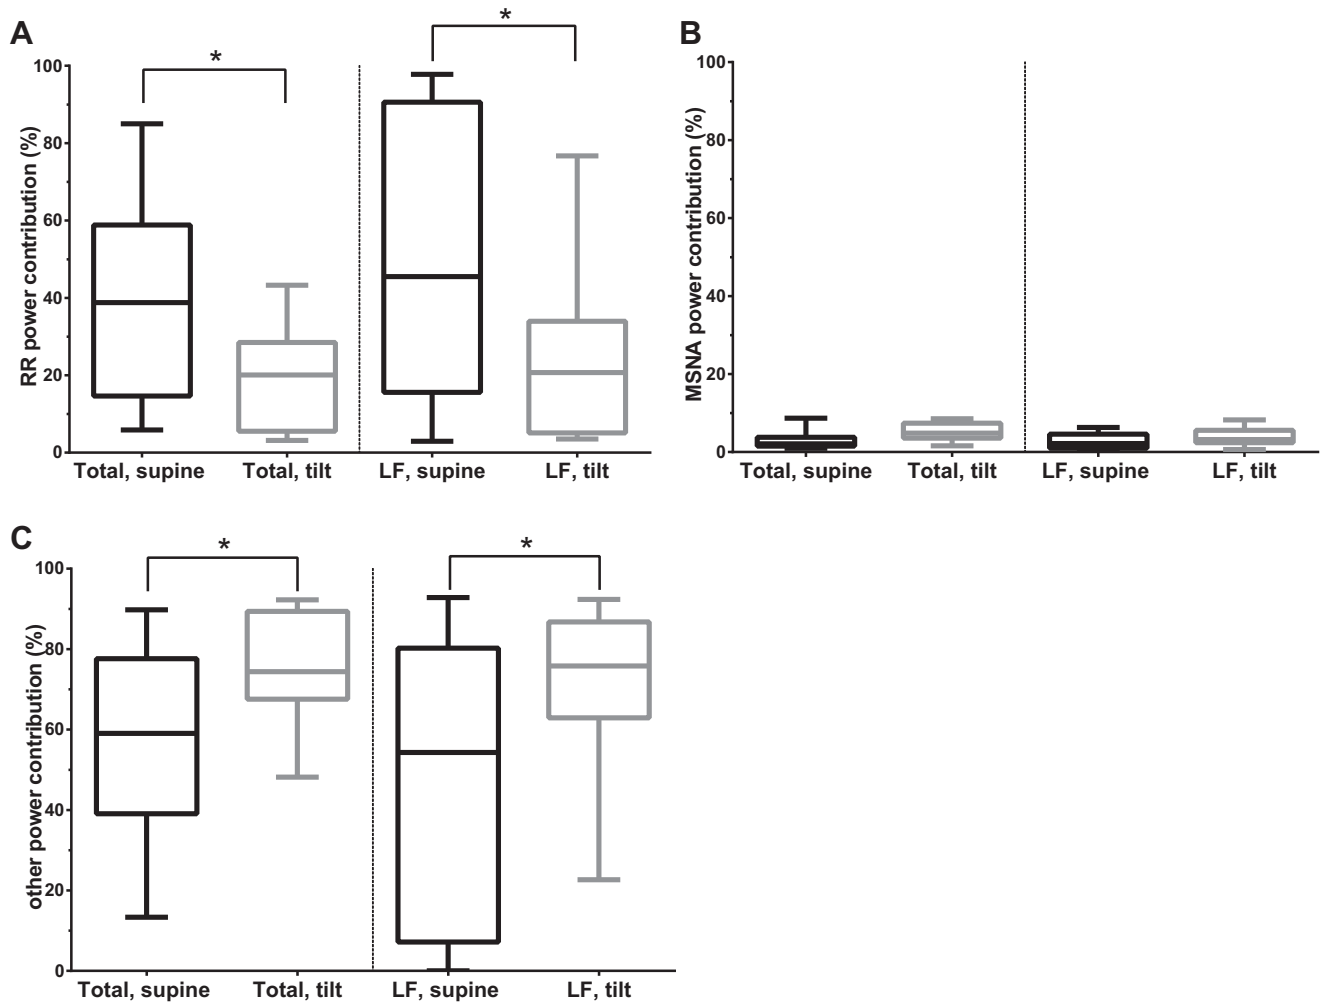 A
RR power contribution (%)
100
80
60
40
20
0
*
*
Total, supine
Total, tilt
LF, supine
LF, tilt
B
MSNA power contribution (%)
100
80
60
40
20
0
Total, supine
Total, tilt
LF, supine
LF, tilt
C
other power contribution (%)
100
80
60
40
20
0
*
*
Total, supine
Total, tilt
LF, supine
LF, tilt